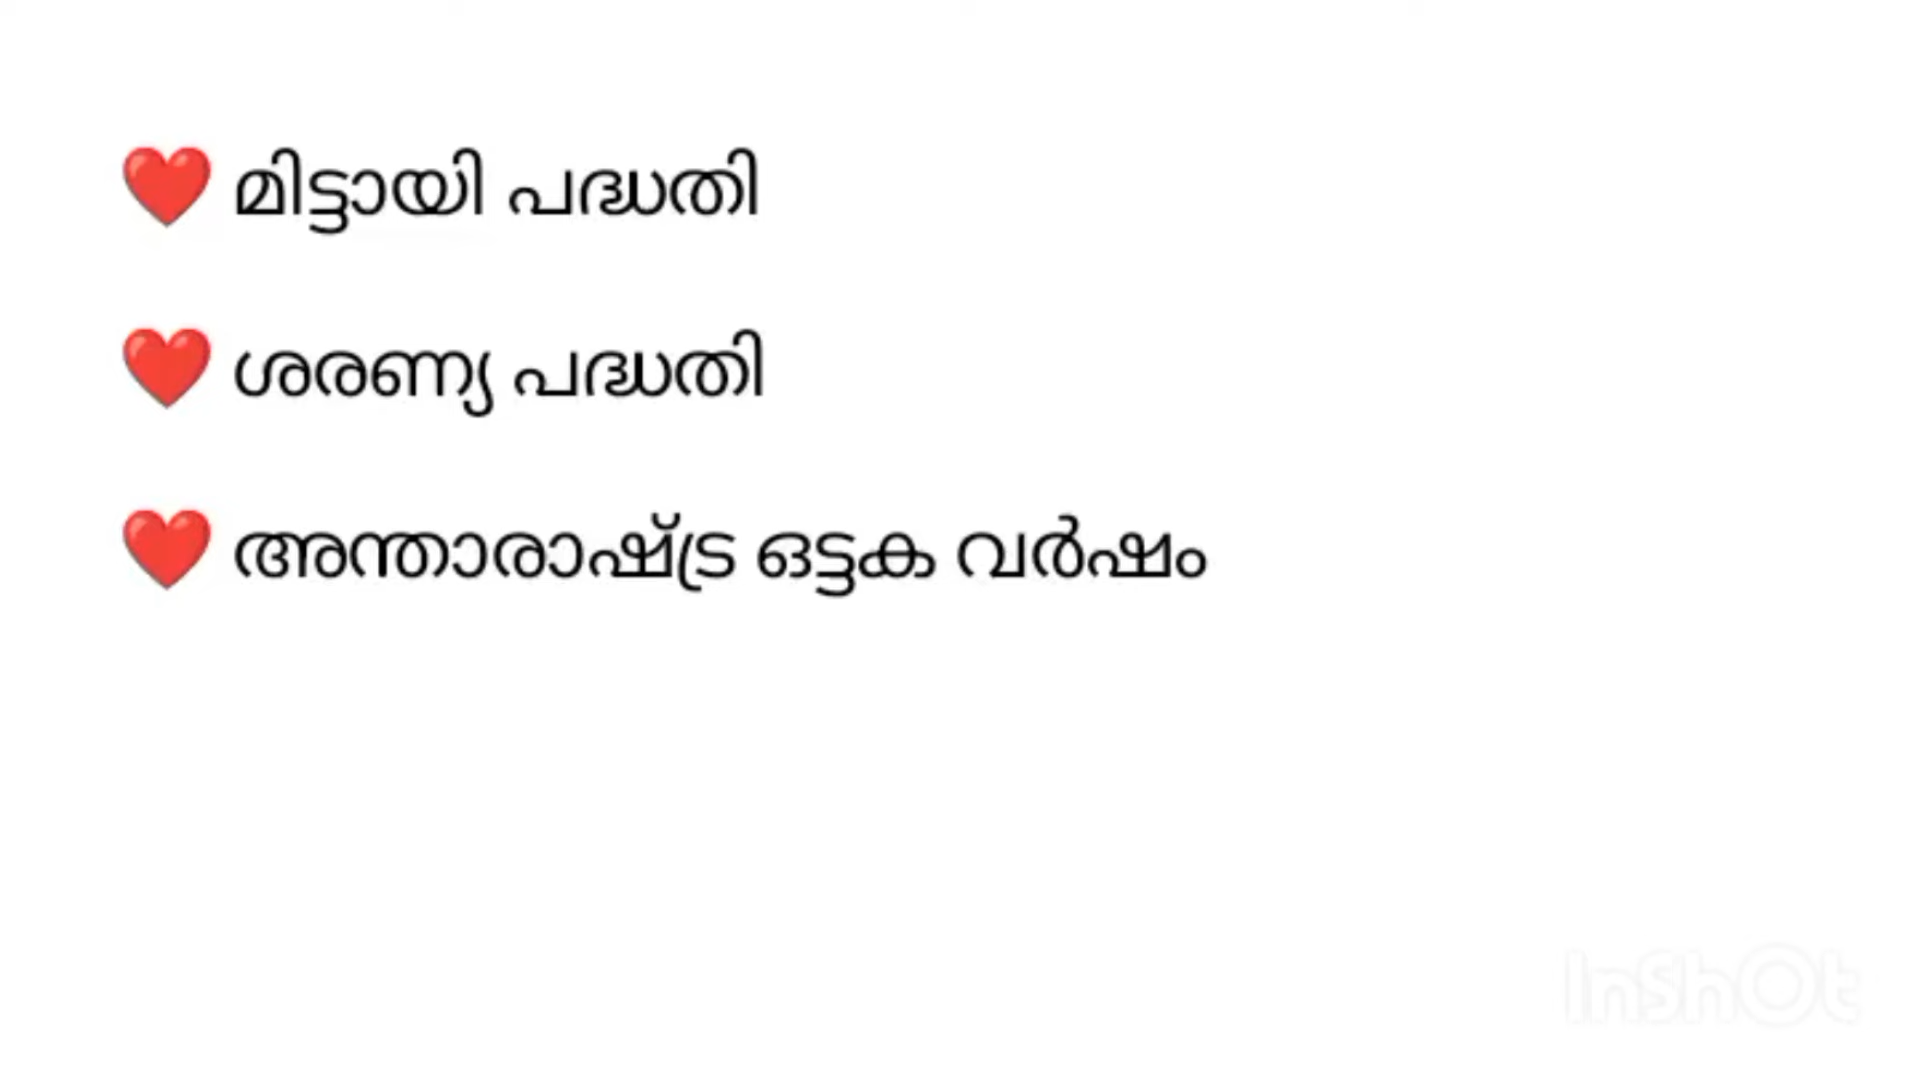 ❤️ മിട്ടായി പദ്ധതി
❤️ ശരണ്യ പദ്ധതി
❤️ അന്താരാഷ്ട്ര ഒട്ടക വർഷം
InShOt